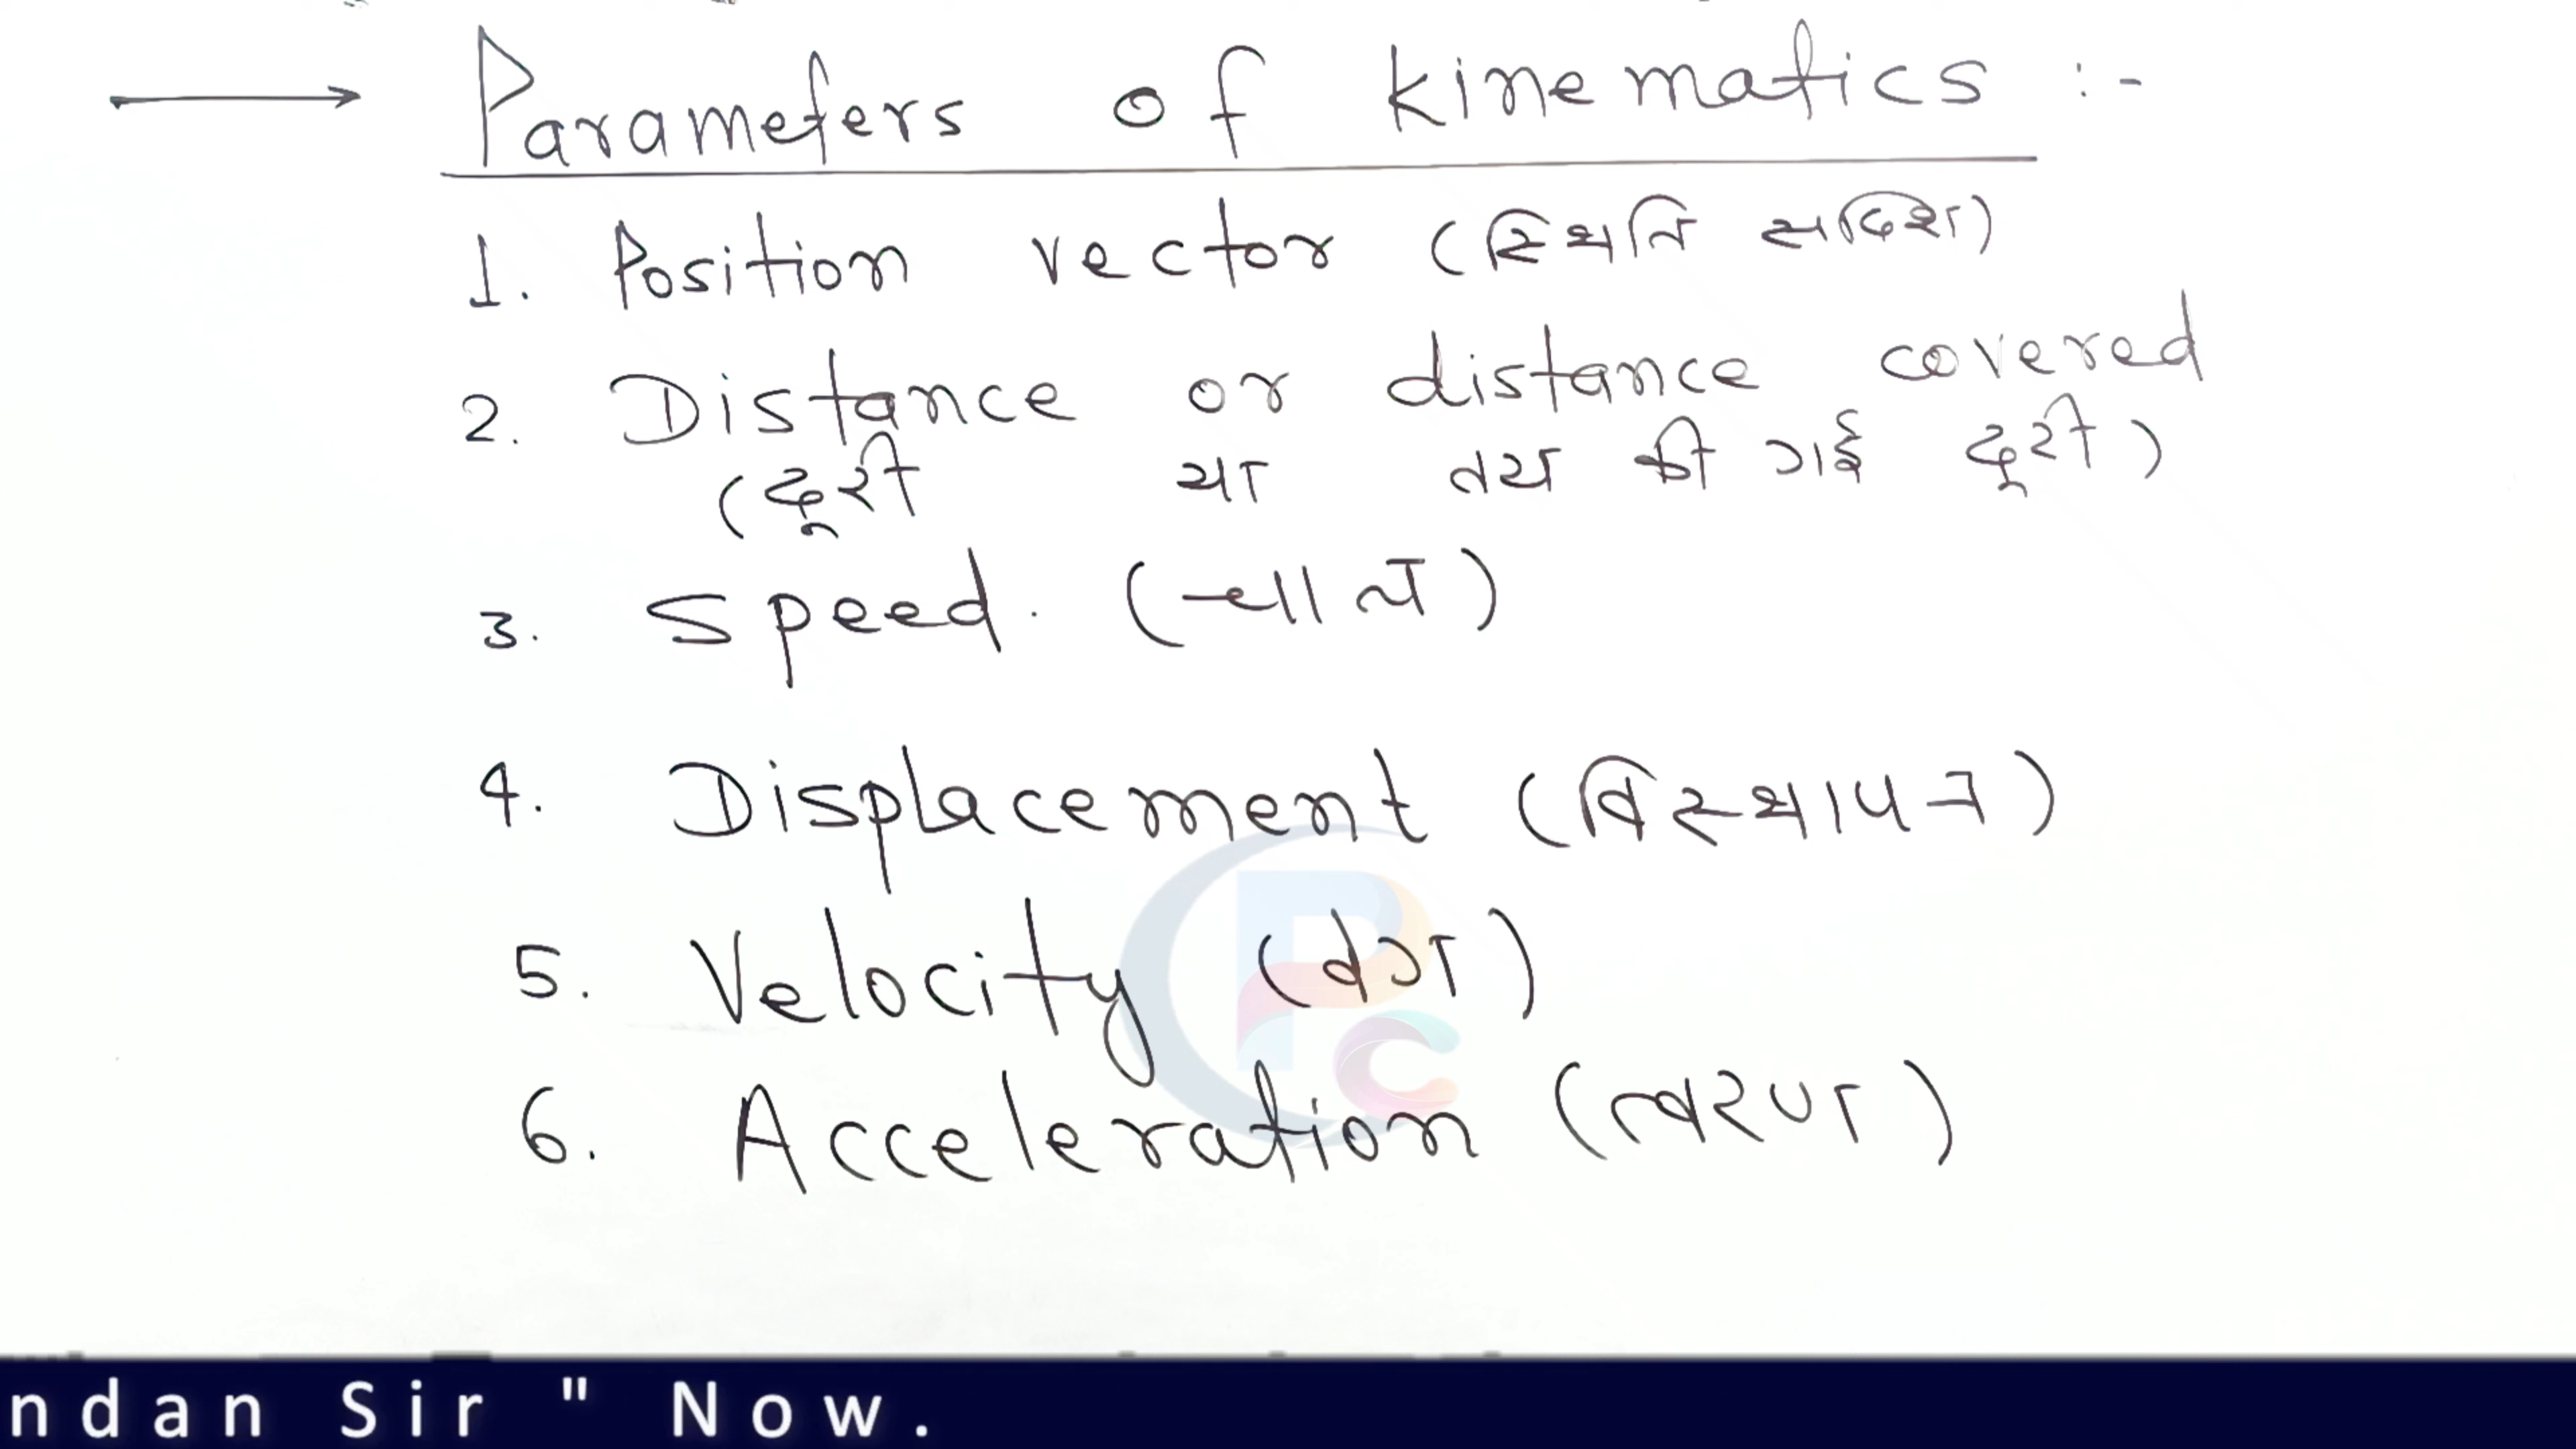 → Parameters of kinematics :-
1. Position vector (स्थिति सदिश)
2. Distance or distance covered
(दूरी या तय की गई दूरी)
3. Speed. (चाल)
4. Displacement (विस्थापन)
5. Velocity (वेग)
6. Acceleration (त्वरण)
PC
ndan Sir " Now.